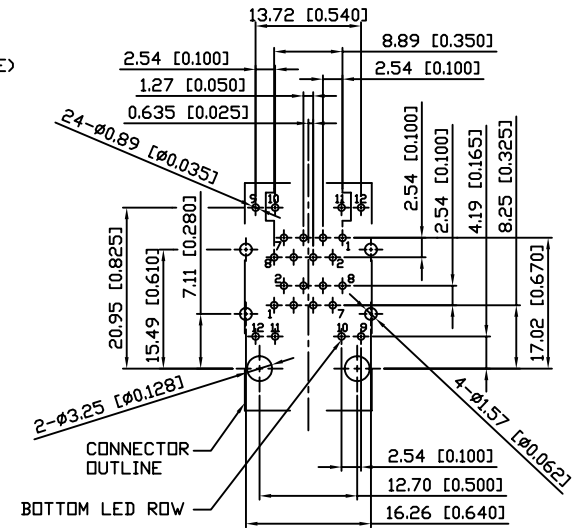 13.72 [0.540]
E)
8.89 [0.350]
2.54 [0.100]
2.54 [0.100]
1.27 [0.050]
0.635 [0.025]
24-ø0.89 [ø0.035]
2.54 [0.100]
2.54 [0.100]
4.19 [0.165]
8.25 [0.325]
9 10 11 12
7 1
8 2
2 8
1 7
12 11 10 9
20.95 [0.825]
15.49 [0.610]
7.11 [0.280]
17.02 [0.670]
2-ø3.25 [ø0.128]
4-ø1.57 [ø0.062]
CONNECTOR
OUTLINE
2.54 [0.100]
12.70 [0.500]
BOTTOM LED ROW
16.26 [0.640]